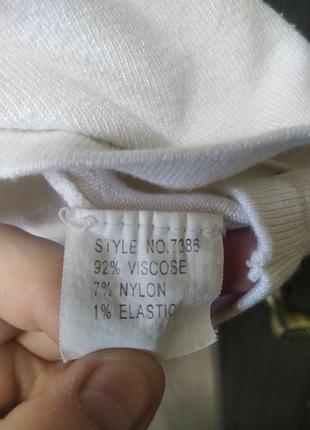 STYLE NO.7386
92% VISCOSE
7% NYLON
1% ELASTIC